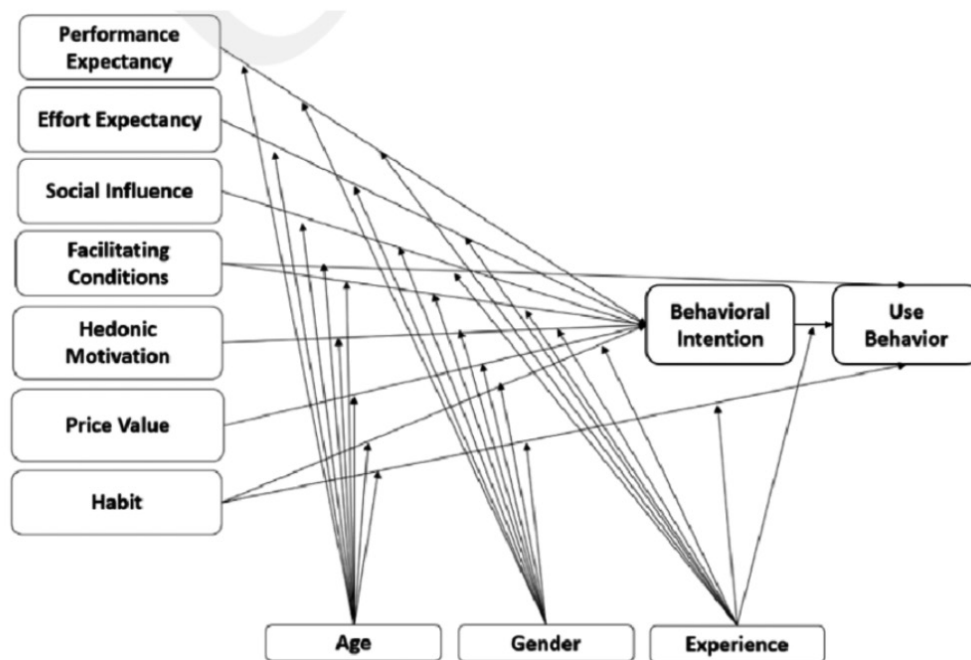 Performance
Expectancy
Effort Expectancy
Social Influence
Facilitating
Conditions
Hedonic
Motivation
Price Value
Habit
Behavioral
Intention
Use
Behavior
Age
Gender
Experience